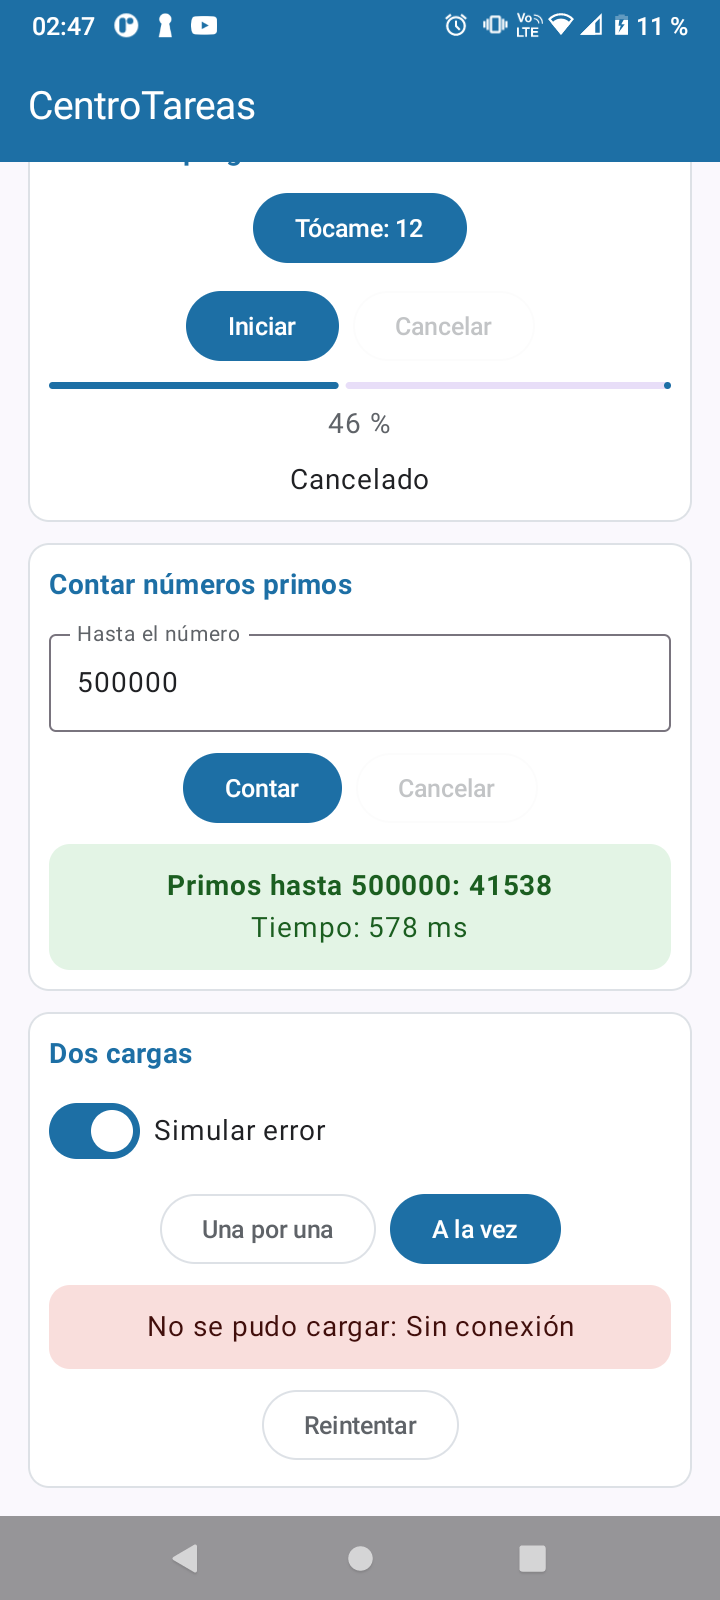 02:47
Vo LTE
11 %
CentroTareas
Tócame: 12
Iniciar
Cancelar
46 %
Cancelado
Contar números primos
Hasta el número
500000
Contar
Cancelar
Primos hasta 500000: 41538
Tiempo: 578 ms
Dos cargas
Simular error
Una por una
A la vez
No se pudo cargar: Sin conexión
Reintentar